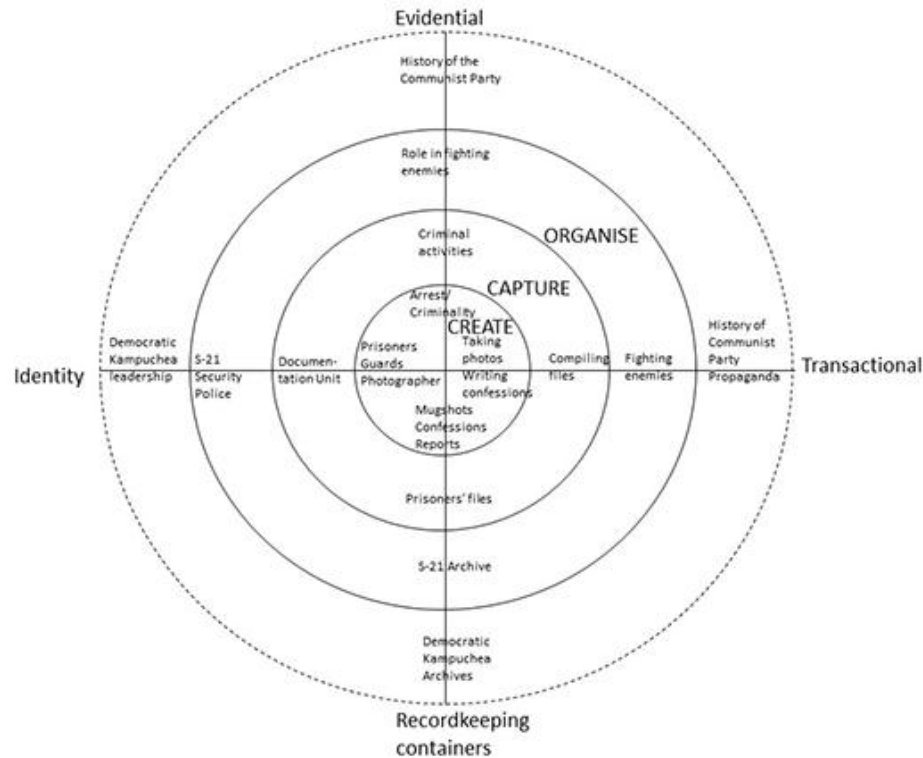 Evidential
History of the
Communist Party
Role in fighting
enemies
ORGANISE
Criminal
activities
CAPTURE
Arrest/
Criminality
CREATE
Identity
Democratic
Kampuchea
leadership
S-21
Security
Police
Documen-
tation Unit
Prisoners
Guards
Photographer
Taking
photos
Writing
confessions
Compiling
files
Fighting
enemies
History of
Communist
Party
Propaganda
Transactional
Mugshots
Confessions
Reports
Prisoners' files
S-21 Archive
Democratic
Kampuchea
Archives
Recordkeeping
containers